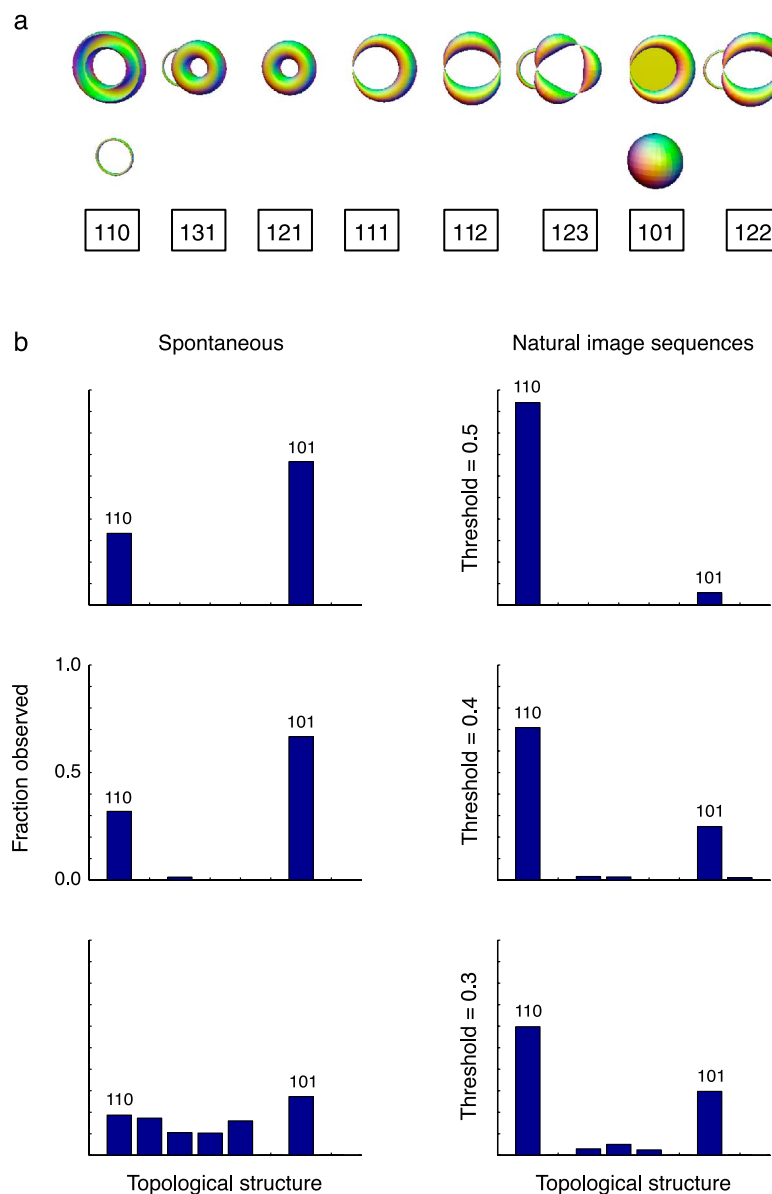 a
110 131 121 111 112 123 101 122
b
Spontaneous
Natural image sequences
110
101
Threshold = 0.5
110
101
Fraction observed
1.0
0.5
0.0
110
101
Threshold = 0.4
110
101
110
101
Topological structure
Threshold = 0.3
110
101
Topological structure